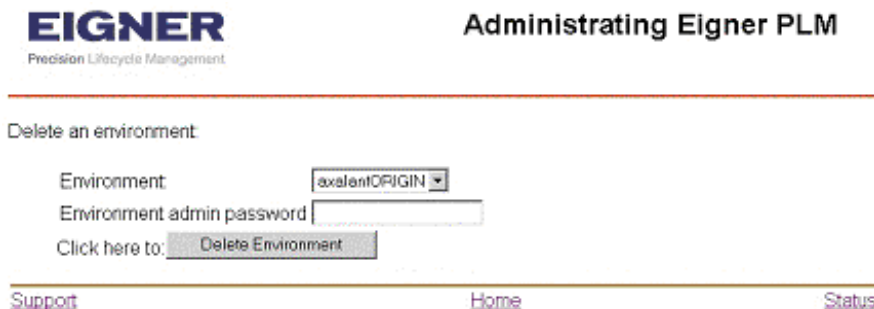 EIGNER
Administrating Eigner PLM
Precision Lifecycle Management
Delete an environment:
Environment:
axalantORIGIN
Environment admin password
Click here to: Delete Environment
Support Home Status